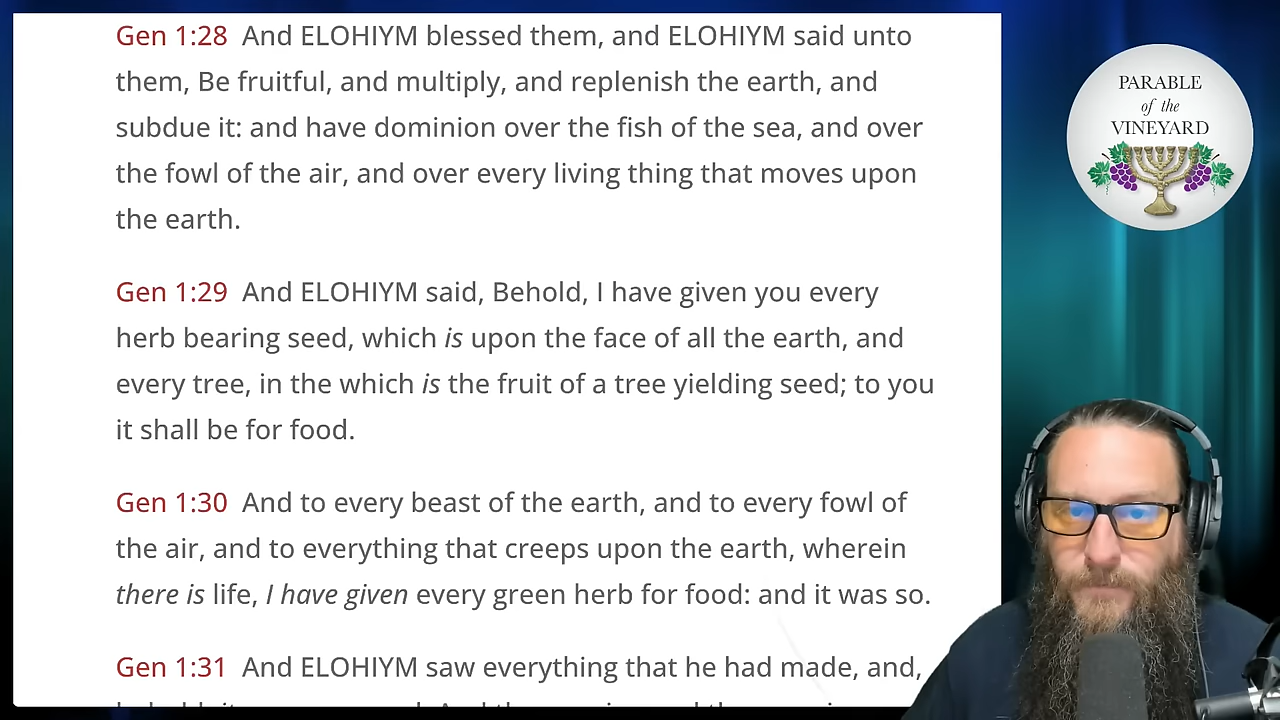 Gen 1:28 And ELOHIYM blessed them, and ELOHIYM said unto
them, Be fruitful, and multiply, and replenish the earth, and
subdue it: and have dominion over the fish of the sea, and over
the fowl of the air, and over every living thing that moves upon
the earth.
Gen 1:29 And ELOHIYM said, Behold, I have given you every
herb bearing seed, which is upon the face of all the earth, and
every tree, in the which is the fruit of a tree yielding seed; to you
it shall be for food.
Gen 1:30 And to every beast of the earth, and to every fowl of
the air, and to everything that creeps upon the earth, wherein
there is life, I have given every green herb for food: and it was so.
Gen 1:31 And ELOHIYM saw everything that he had made, and,
PARABLE
of the
VINEYARD